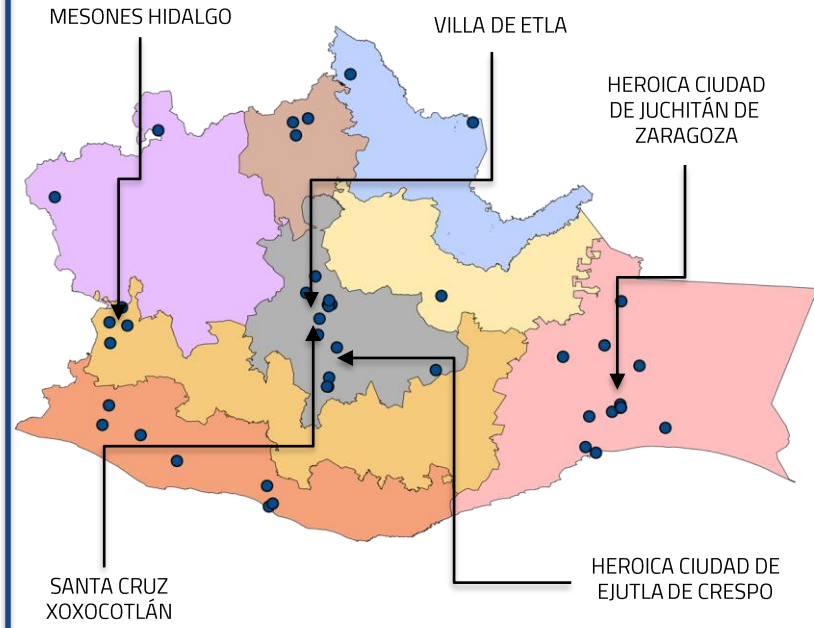 MESONES HIDALGO
VILLA DE ETLA
HEROICA CIUDAD
DE JUCHITÁN DE
ZARAGOZA
SANTA CRUZ
XOXOCOTLÁN
HEROICA CIUDAD DE
EJUTLA DE CRESPO